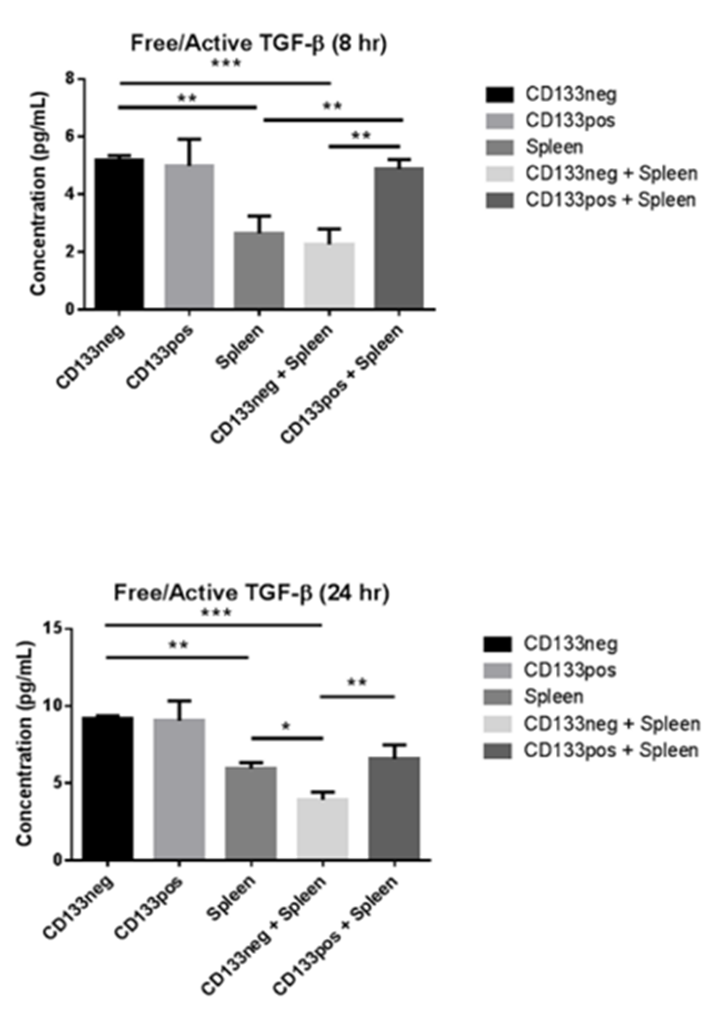 Free/Active TGF-β (8 hr)
***
**
**
**
Concentration (pg/mL)
8
6
4
2
0
CD133neg
CD133pos
Spleen
CD133neg + Spleen
CD133pos + Spleen
CD133neg
CD133pos
Spleen
CD133neg + Spleen
CD133pos + Spleen
Free/Active TGF-β (24 hr)
***
**
**
*
Concentration (pg/mL)
15
10
5
0
CD133neg
CD133pos
Spleen
CD133neg + Spleen
CD133pos + Spleen
CD133neg
CD133pos
Spleen
CD133neg + Spleen
CD133pos + Spleen